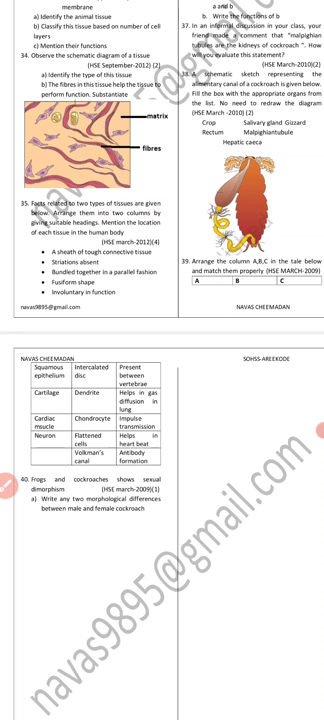 membrane
a) Identify the animal tissue
b) Classify this tissue based on number of cell
layers
c) Mention their functions
34. Observe the schematic diagram of a tissue
(HSE September-2012) (2)
a) Identify the type of this tissue
b)The fibres in this tissue help the tissue to
perform function. Substantiate
matrix
fibres
35. Facts related to two types of tissues are given
below. Arrange them into two columns by
giving suitable headings. Mention the location
of each tissue in the human body
(HSE march-2012)(4)
• A sheath of tough connective tissue
• Striations absent
• Bundled together in a parallel fashion
• Fusiform shape
• Involuntary in function
navas9895@gmail.com
a and b
b. Write the functions of b
37. In an informal discussion in your class, your
friend made a comment that "malpighian
tubules are the kidneys of cockroach ". How
will you evaluate this statement?
(HSE March-2010)(2)
38. A schematic sketch representing the
alimentary canal of a cockroach is given below.
Fill the box with the appropriate organs from
the list. No need to redraw the diagram
(HSE March -2010) (2)
Crop Salivary gland Gizzard
Rectum Malpighiantubule
Hepatic caeca
39. Arrange the column A,B,C in the tale below
and match them properly (HSE MARCH-2009)
A B C
NAVAS CHEEMADAN
NAVAS CHEEMADAN
SOHSS-AREEKODE
Squamous epithelium Intercalated disc Present between vertebrae
Cartilage Dendrite Helps in gas diffusion in lung
Cardiac msucle Chondrocyte Impulse transmission
Neuron Flattened cells Helps in heart beat
Volkman's canal Antibody formation
40. Frogs and cockroaches shows sexual
dimorphism (HSE march-2009)(1)
a) Write any two morphological differences
between male and female cockroach
navas9895@gmail.com
navas9895@gmail.com